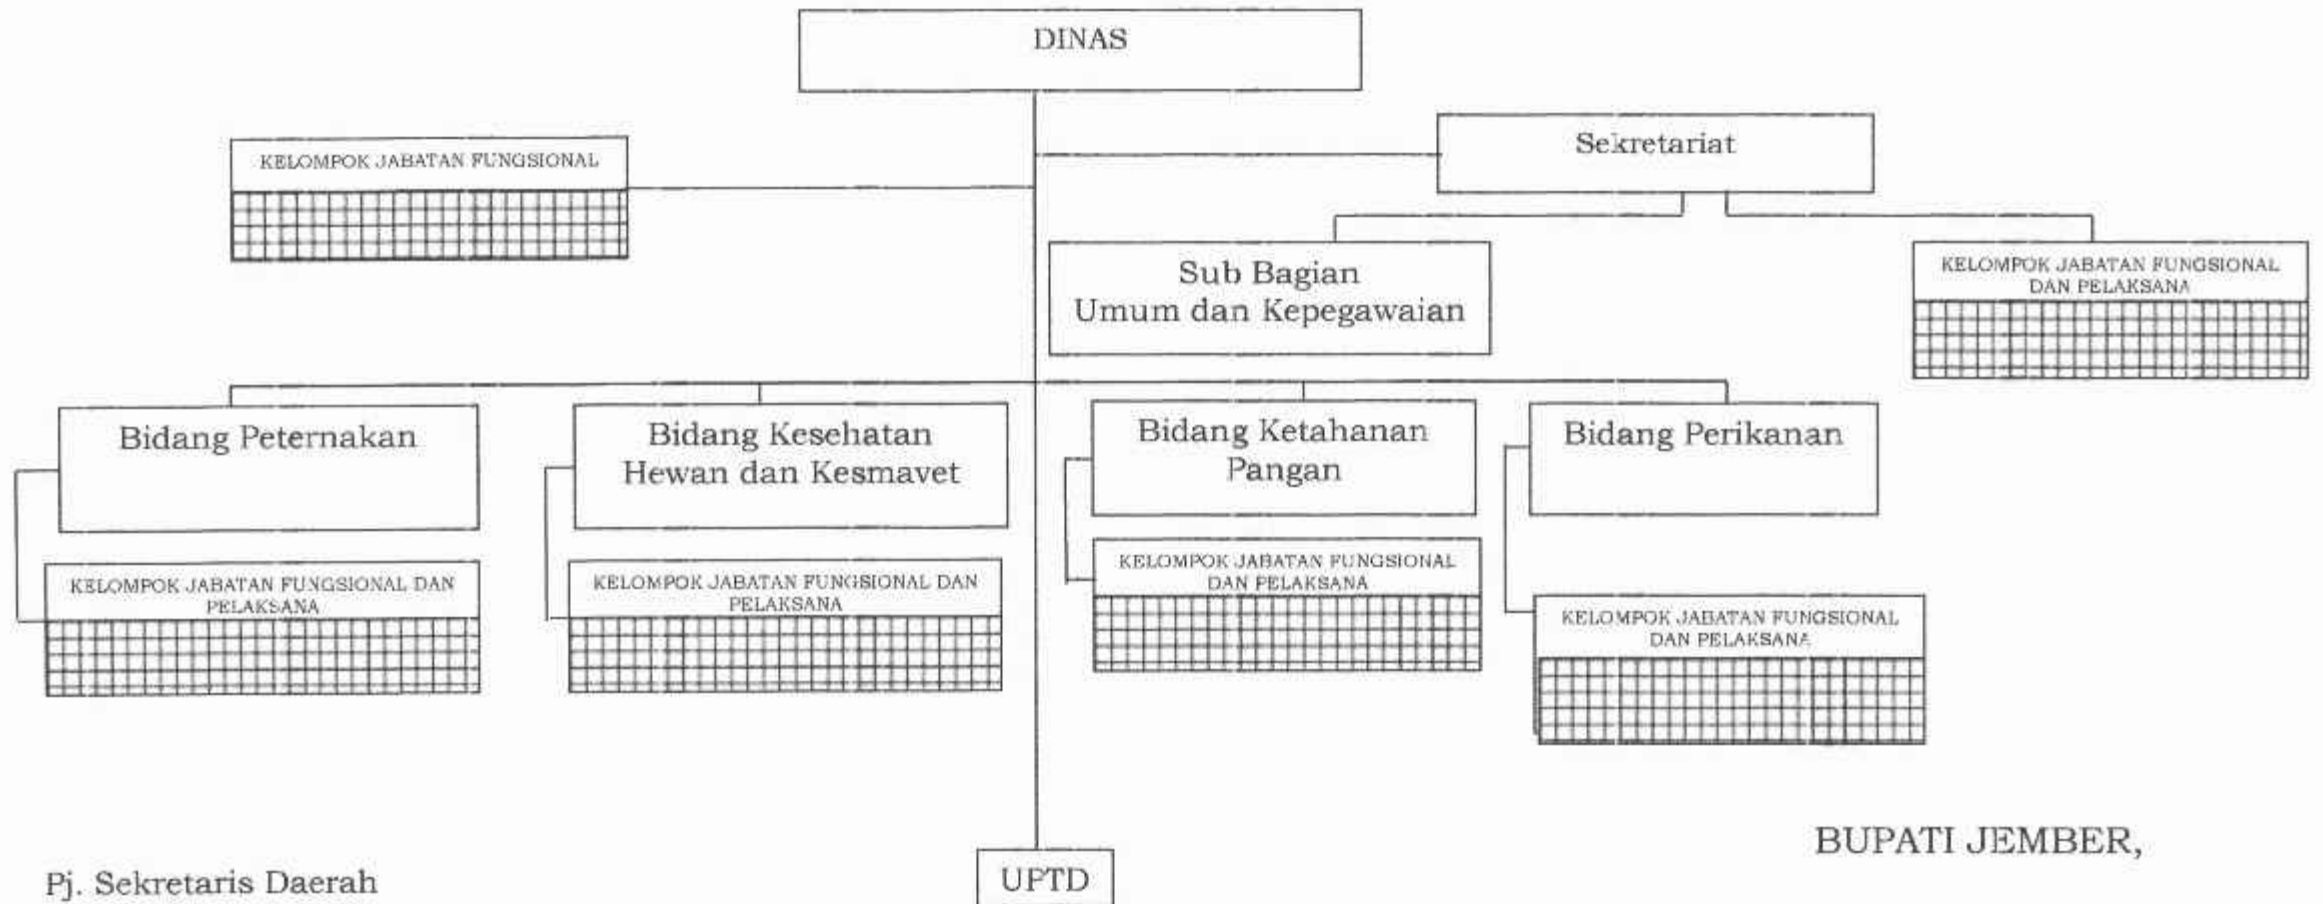 DINAS
KELOMPOK JABATAN FUNGSIONAL
Sekretariat
Sub Bagian
Umum dan Kepegawaian
KELOMPOK JABATAN FUNGSIONAL
DAN PELAKSANA
Bidang Peternakan
Bidang Kesehatan
Hewan dan Kesmavet
Bidang Ketahanan
Pangan
Bidang Perikanan
KELOMPOK JABATAN FUNGSIONAL DAN
PELAKSANA
KELOMPOK JABATAN FUNGSIONAL DAN
PELAKSANA
KELOMPOK JABATAN FUNGSIONAL
DAN PELAKSANA
KELOMPOK JABATAN FUNGSIONAL
DAN PELAKSANA
BUPATI JEMBER,
Pj. Sekretaris Daerah
UPTD